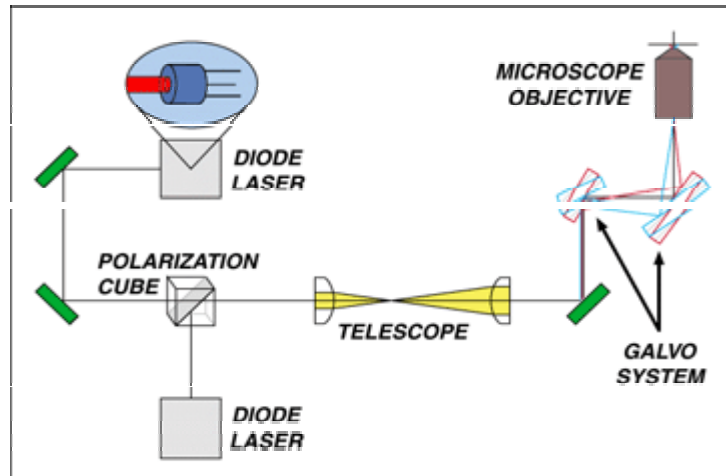 MICROSCOPE
OBJECTIVE
DIODE
LASER
POLARIZATION
CUBE
TELESCOPE
GALVO
SYSTEM
DIODE
LASER